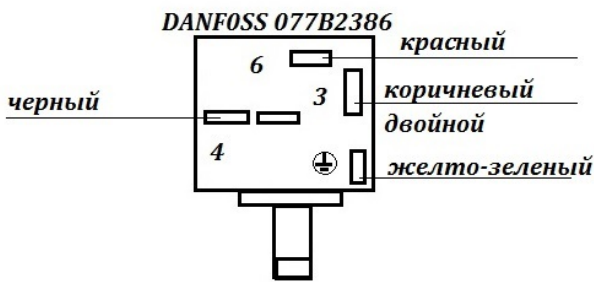 DANFOSS 077B2386
красный
6
3
коричневый
двойной
черный
4
желто-зеленый